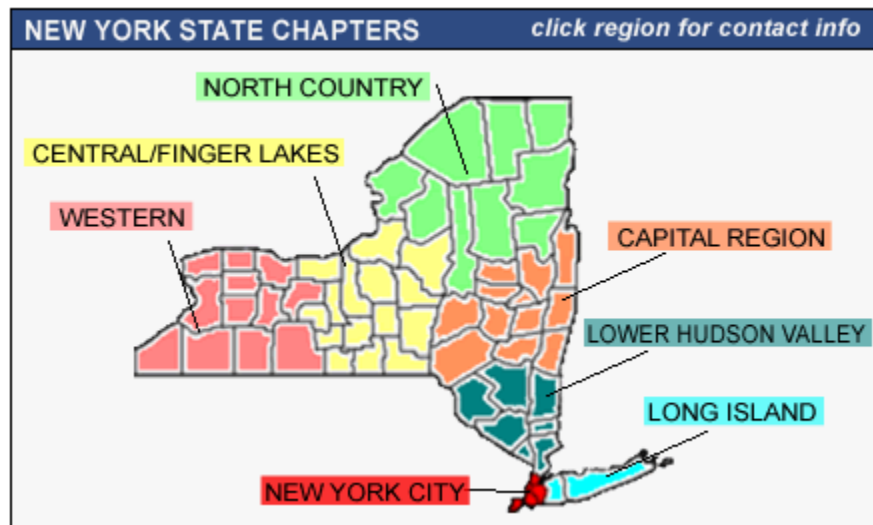 NEW YORK STATE CHAPTERS
click region for contact info
NORTH COUNTRY
CENTRAL/FINGER LAKES
WESTERN
CAPITAL REGION
LOWER HUDSON VALLEY
LONG ISLAND
NEW YORK CITY